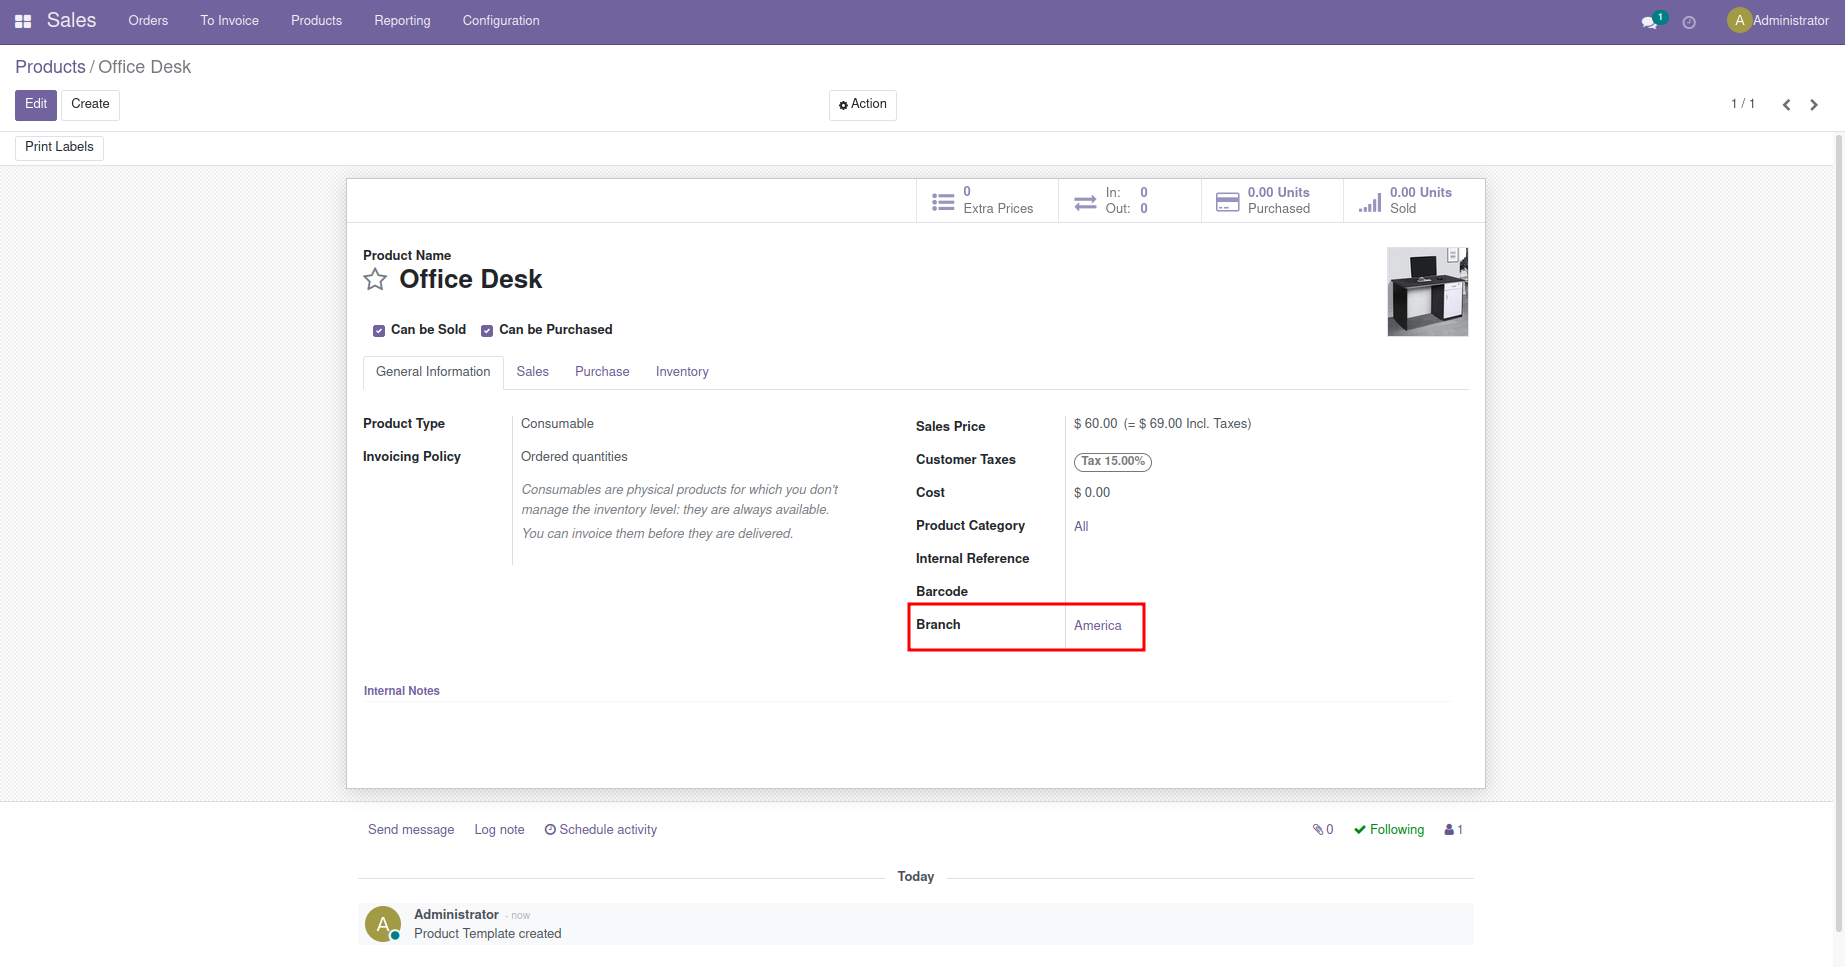 Sales Orders To Invoice Products Reporting Configuration 1 A Administrator
Products / Office Desk
Edit Create Action 1 / 1
Print Labels
0 Extra Prices
In: 0
Out: 0
0.00 Units Purchased
0.00 Units Sold
Product Name
Office Desk
Can be Sold Can be Purchased
General Information Sales Purchase Inventory
Product Type Consumable
Invoicing Policy Ordered quantities
Consumables are physical products for which you don't
manage the inventory level: they are always available.
You can invoice them before they are delivered.
Sales Price $ 60.00 (= $ 69.00 Incl. Taxes)
Customer Taxes Tax 15.00%
Cost $ 0.00
Product Category All
Internal Reference
Barcode
Branch America
Internal Notes
Send message Log note Schedule activity 0 Following 1
Today
A Administrator - now
Product Template created